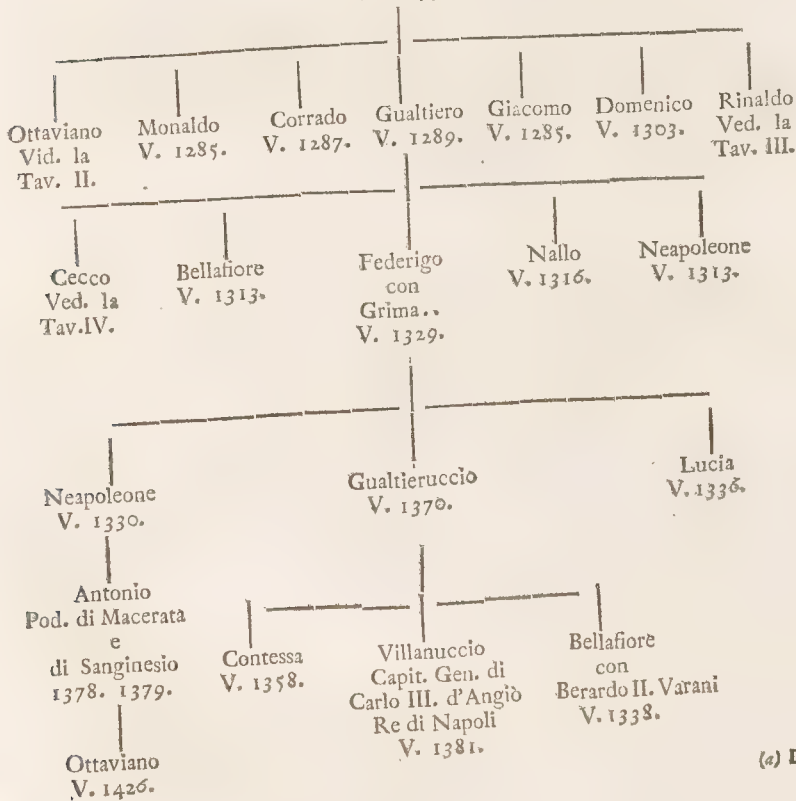 Ottaviano
Vid. la
Tav. II.
Monaldo
V. 1285.
Corrado
V. 1287.
Gualtiero
V. 1289.
Giacomo
V. 1285.
Domenico
V. 1303.
Rinaldo
Ved. la
Tav. III.
Cecco
Ved. la
Tav.IV.
Bellafiore
V. 1313.
Federigo
con
Grima..
V. 1329.
Nallo
V. 1316.
Neapoleone
V. 1313.
Neapoleone
V. 1330.
Gualtieruccio
V. 1370.
Lucia
V. 1336.
Antonio
Pod. di Macerata
e
di Sanginesio
1378. 1379.
Contessa
V. 1358.
Villanuccio
Capit. Gen. di
Carlo III. d'Angiò
Re di Napoli
V. 1381.
Bellafiore
con
Berardo II. Varani
V. 1338.
Ottaviano
V. 1426.
(a)